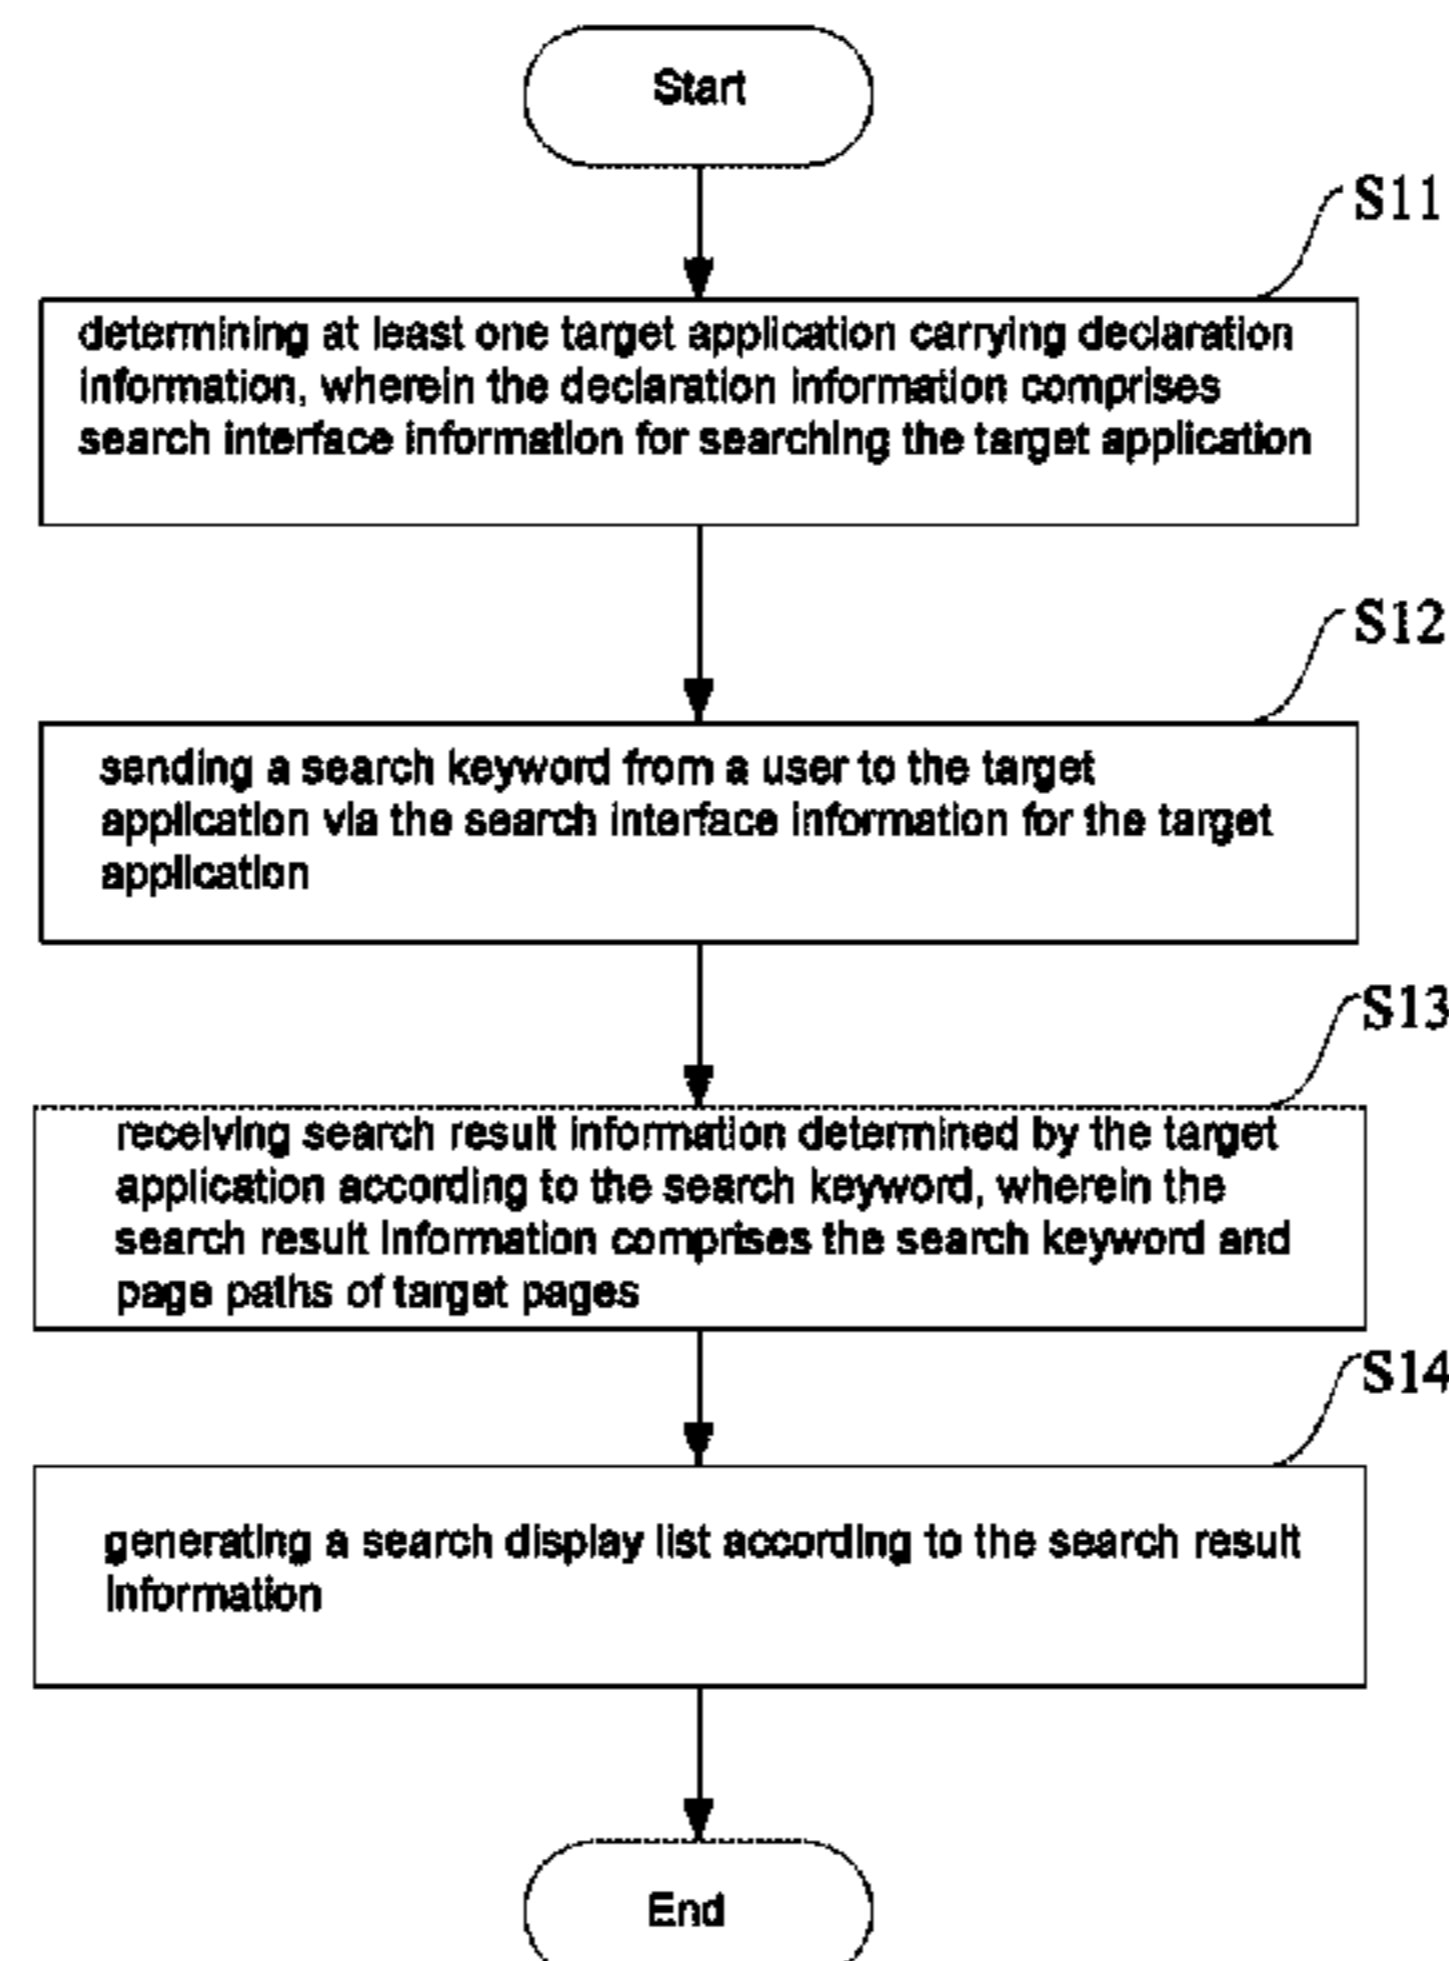 Start
S11
determining at least one target application carrying declaration
information, wherein the declaration information comprises
search interface information for searching the target application
S12
sending a search keyword from a user to the target
application via the search interface information for the target
application
S13
receiving search result information determined by the target
application according to the search keyword, wherein the
search result information comprises the search keyword and
page paths of target pages
S14
generating a search display list according to the search result
information
End